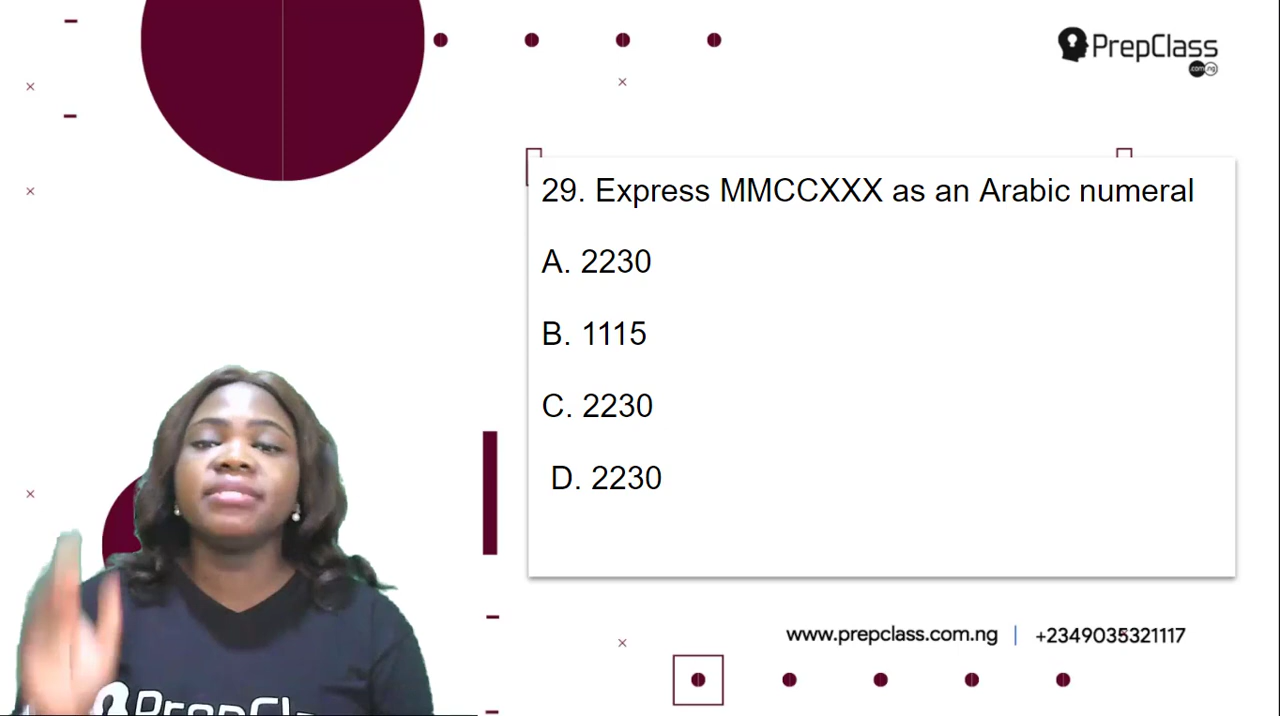 PrepClass
.com ng
29. Express MMCCXXX as an Arabic numeral
A. 2230
B. 1115
C. 2230
D. 2230
www.prepclass.com.ng | +2349035321117
PrepCla